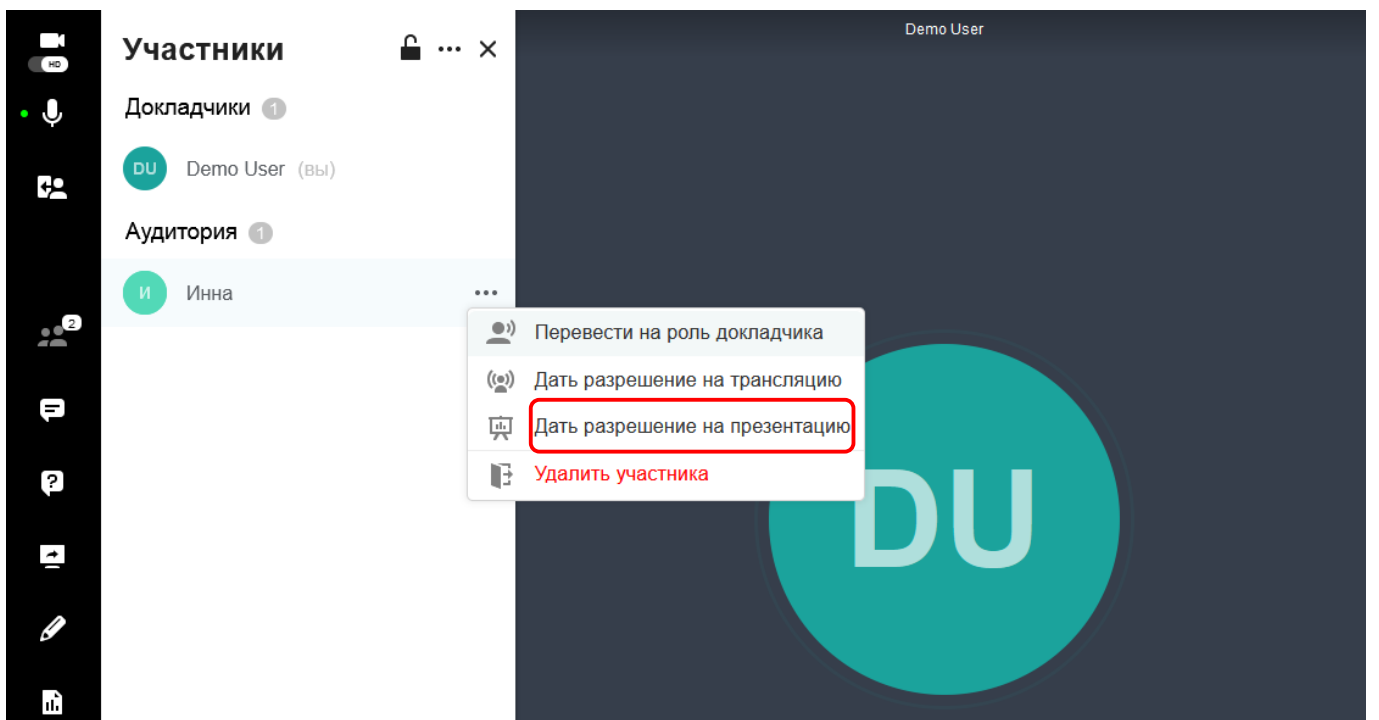 Demo User
HD
Участники
Докладчики 1
DU Demo User (вы)
Аудитория 1
И Инна
2
Перевести на роль докладчика
Дать разрешение на трансляцию
Дать разрешение на презентацию
Удалить участника
DU